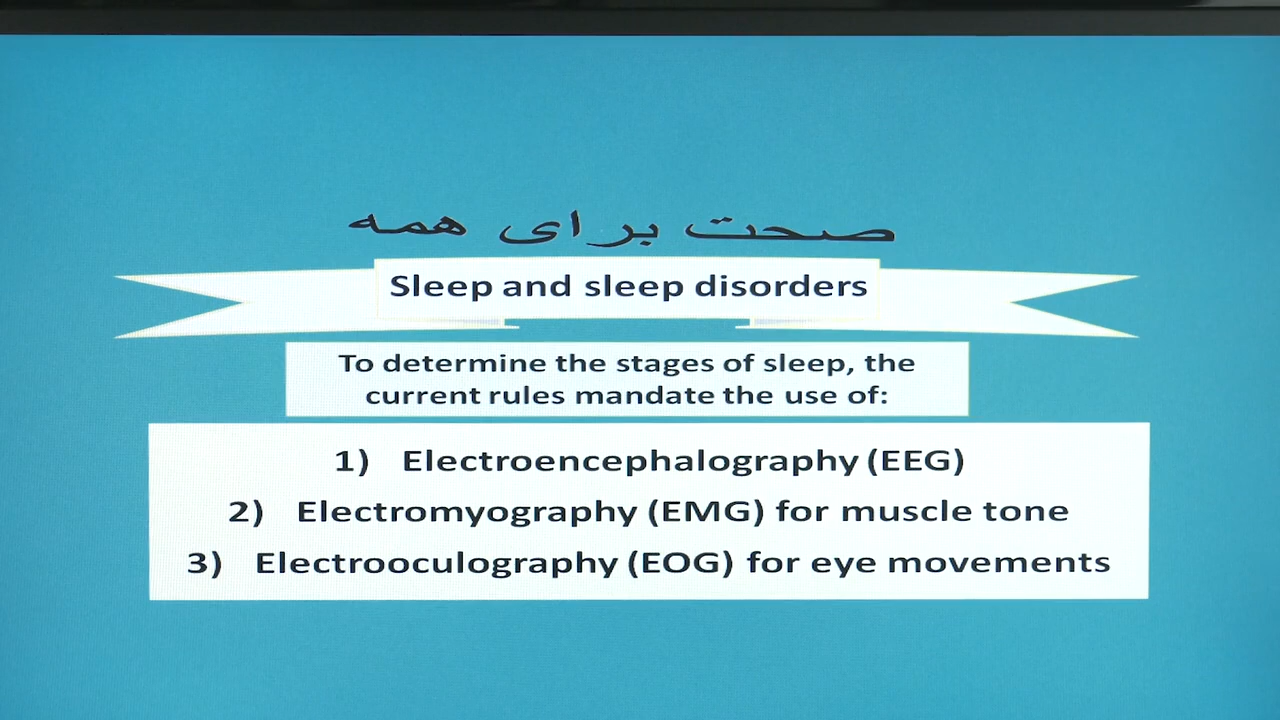 صحت برای همه
Sleep and sleep disorders
To determine the stages of sleep, the
current rules mandate the use of:
1) Electroencephalography (EEG)
2) Electromyography (EMG) for muscle tone
3) Electrooculography (EOG) for eye movements